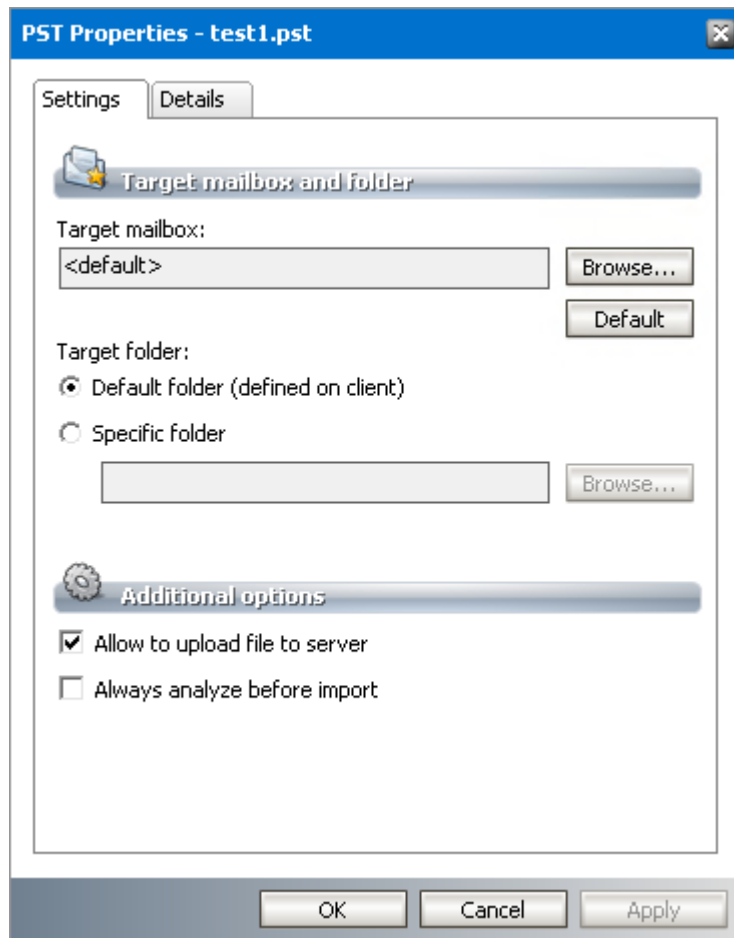 PST Properties - test1.pst
Settings Details
Target mailbox and folder
Target mailbox:
<default> Browse...
Default
Target folder:
Default folder (defined on client)
Specific folder
Browse...
Additional options
Allow to upload file to server
Always analyze before import
OK Cancel Apply